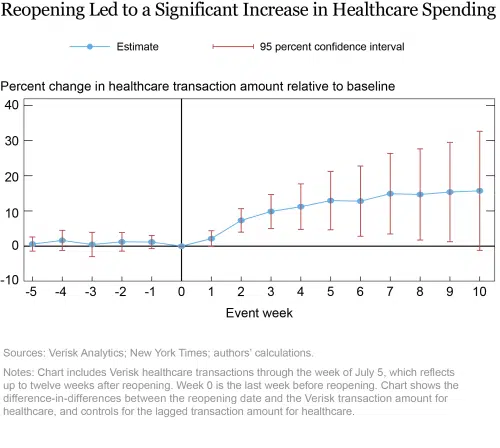 Reopening Led to a Significant Increase in Healthcare Spending
Estimate
95 percent confidence interval
Percent change in healthcare transaction amount relative to baseline
40
30
20
10
0
-10
-5 -4 -3 -2 -1 0 1 2 3 4 5 6 7 8 9 10
Event week
Sources: Verisk Analytics; New York Times; authors' calculations.
Notes: Chart includes Verisk healthcare transactions through the week of July 5, which reflects
up to twelve weeks after reopening. Week 0 is the last week before reopening. Chart shows the
difference-in-differences between the reopening date and the Verisk transaction amount for
healthcare, and controls for the lagged transaction amount for healthcare.